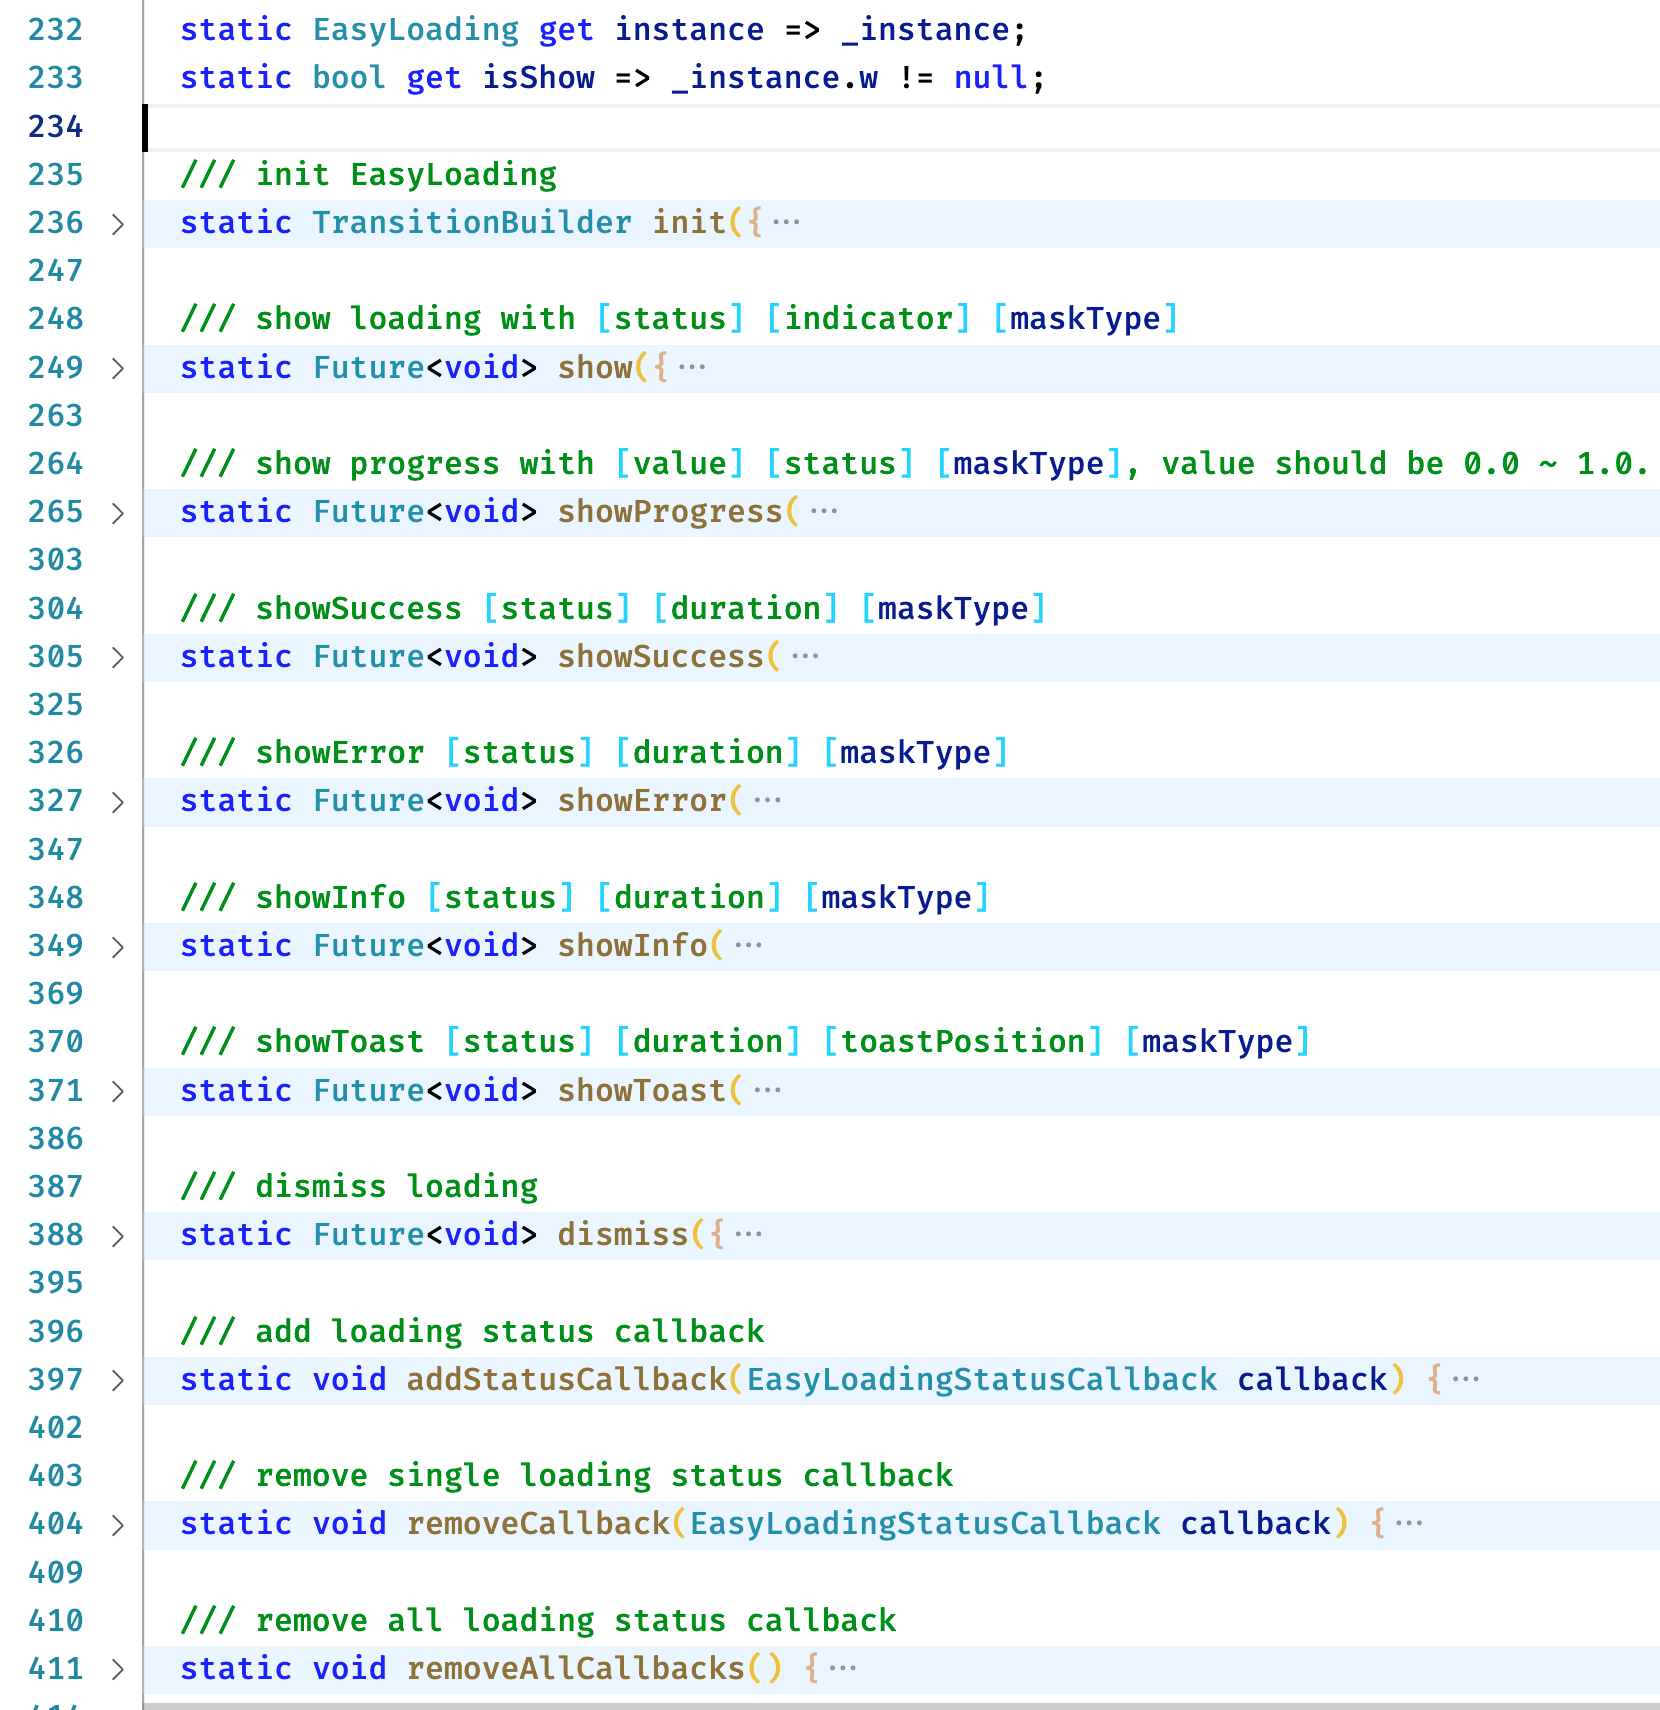 232 static EasyLoading get instance => _instance;
233 static bool get isShow => _instance.w != null;
234
235 /// init EasyLoading
236 static TransitionBuilder init({ ···
247
248 /// show loading with [status] [indicator] [maskType]
249 static Future<void> show({ ···
263
264 /// show progress with [value] [status] [maskType], value should be 0.0 ~ 1.0.
265 static Future<void> showProgress( ···
303
304 /// showSuccess [status] [duration] [maskType]
305 static Future<void> showSuccess( ···
325
326 /// showError [status] [duration] [maskType]
327 static Future<void> showError( ···
347
348 /// showInfo [status] [duration] [maskType]
349 static Future<void> showInfo( ···
369
370 /// showToast [status] [duration] [toastPosition] [maskType]
371 static Future<void> showToast( ···
386
387 /// dismiss loading
388 static Future<void> dismiss({ ···
395
396 /// add loading status callback
397 static void addStatusCallback(EasyLoadingStatusCallback callback) { ···
402
403 /// remove single loading status callback
404 static void removeCallback(EasyLoadingStatusCallback callback) { ···
409
410 /// remove all loading status callback
411 static void removeAllCallbacks() { ···